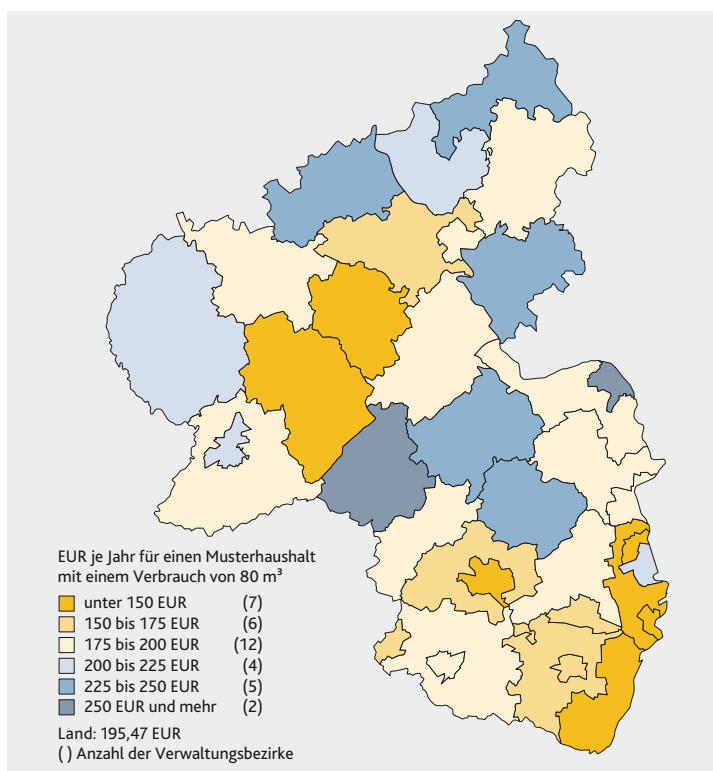 EUR je Jahr für einen Musterhaushalt
mit einem Verbrauch von 80 m³
unter 150 EUR (7)
150 bis 175 EUR (6)
175 bis 200 EUR (12)
200 bis 225 EUR (4)
225 bis 250 EUR (5)
250 EUR und mehr (2)
Land: 195,47 EUR
( ) Anzahl der Verwaltungsbezirke